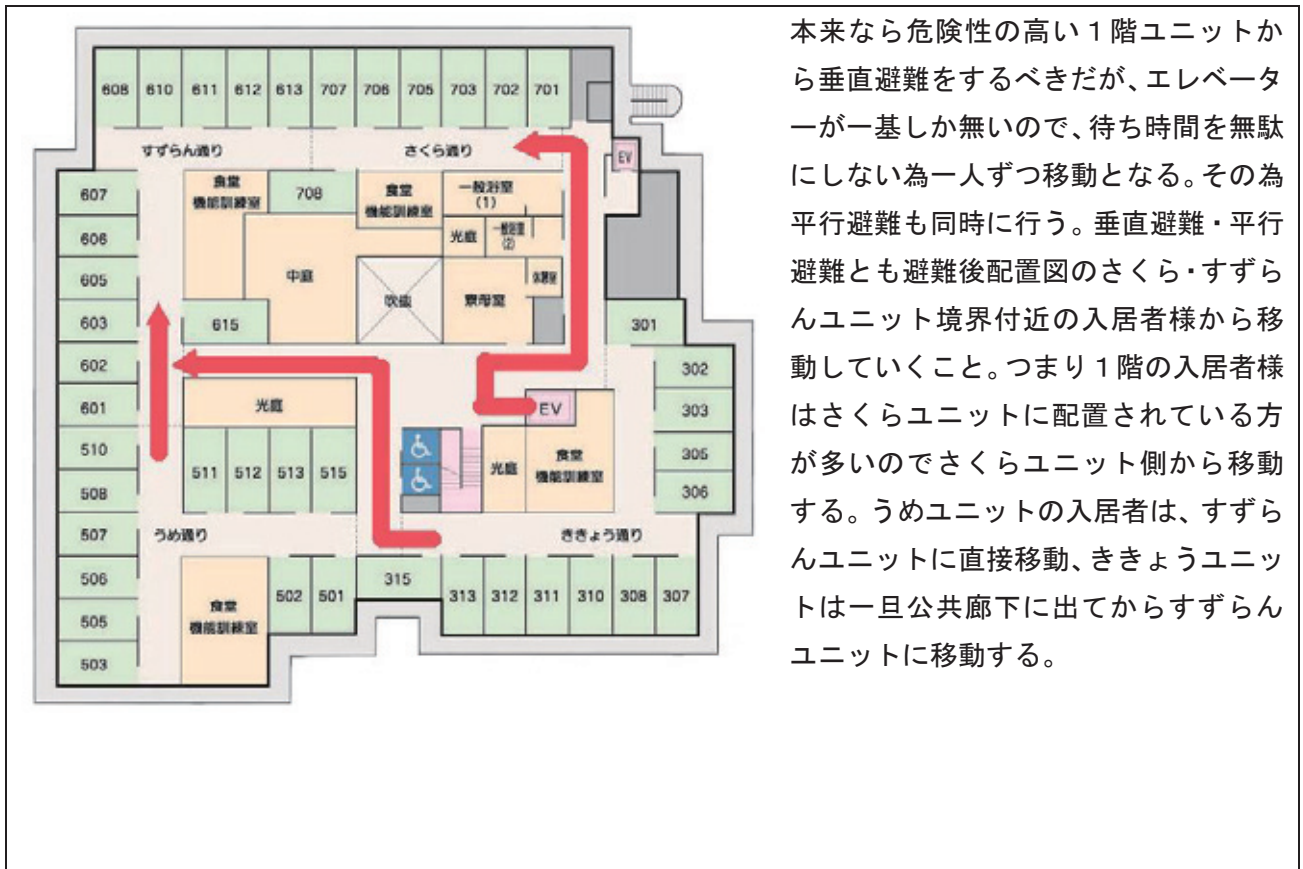 本来なら危険性の高い１階ユニットか
ら垂直避難をするべきだが、エレベータ
ーが一基しか無いので、待ち時間を無駄
にしない為一人ずつ移動となる。その為
平行避難も同時に行う。垂直避難・平行
避難とも避難後配置図のさくら・すずら
んユニット境界付近の入居者様から移
動していくこと。つまり１階の入居者様
はさくらユニットに配置されている方
が多いのでさくらユニット側から移動
する。うめユニットの入居者は、すずら
んユニットに直接移動、ききょうユニッ
トは一旦公共廊下に出てからすずらん
ユニットに移動する。
608 610 611 612 613 707 706 705 703 702 701
すずらん通り
さくら通り
EV
607
食堂
機能訓練室
708
食堂
機能訓練室
一般浴室
(1)
606
光庭
一般浴室
(2)
605
中庭
吹抜
寮母室
603
615
301
602
302
601
光庭
EV
303
510
511 512 513 515
光庭
食堂
機能訓練室
305
508
306
507
うめ通り
ききょう通り
506
502 501
315
313 312 311 310 308 307
505
食堂
機能訓練室
503